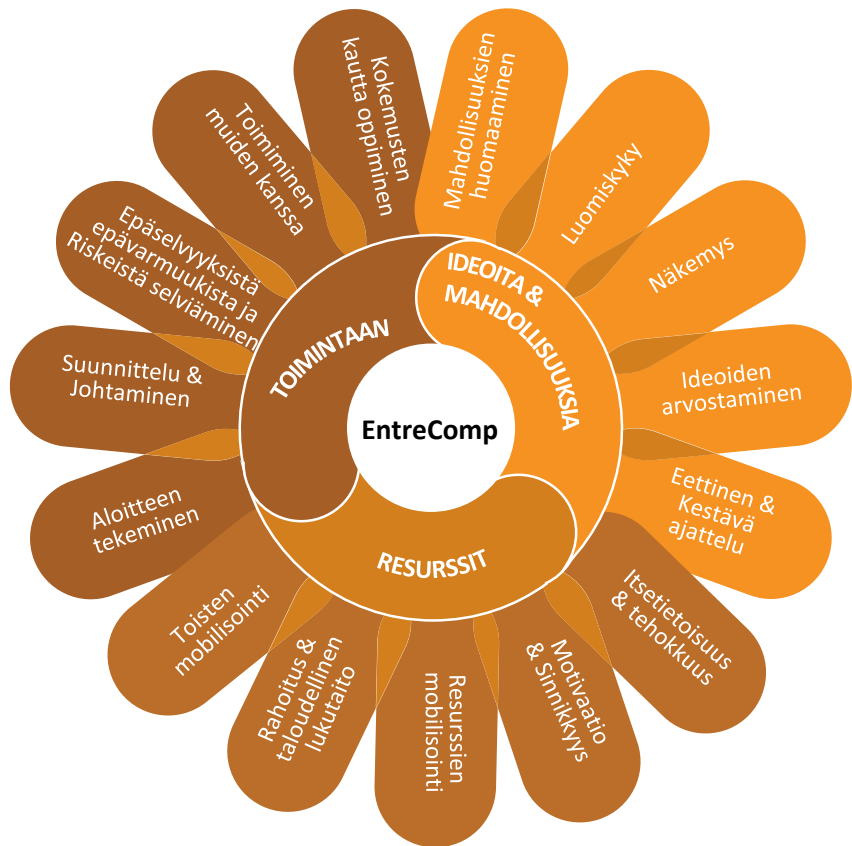 EntreComp
IDEOITA &
MAHDOLLISUUKSIA
RESURSSIT
TOIMINTAAN
Mahdollisuuksien
huomaaminen
Luomiskyky
Näkemys
Ideoiden
arvostaminen
Eettinen &
Kestävä
ajattelu
Itsetietoisuus
& tehokkuus
Motivaatio
& Sinnikkyys
Resurssien
mobilisointi
Rahoitus &
taloudellinen
lukutaito
Toisten
mobilisointi
Aloitteen
tekeminen
Suunnittelu &
Johtaminen
Epäselvyyksistä
epävarmuukista ja
Riskeistä selviäminen
Toimiminen
muiden kanssa
Kokemusten
kautta oppiminen